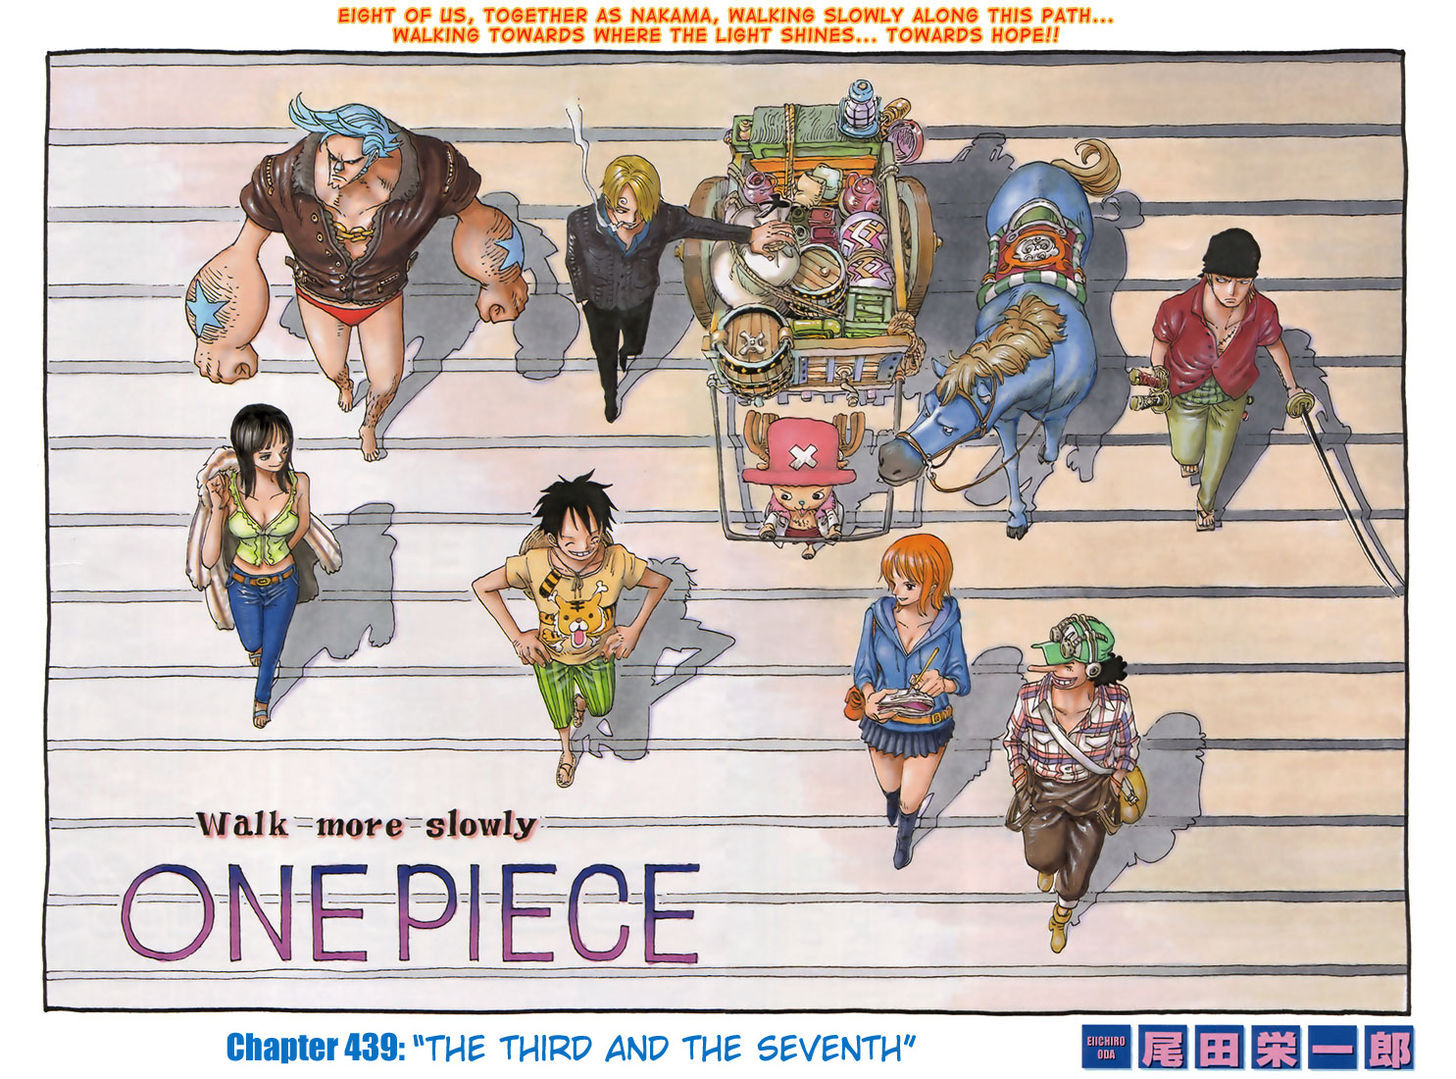 EIGHT OF US, TOGETHER AS NAKAMA, WALKING SLOWLY ALONG THIS PATH...
WALKING TOWARDS WHERE THE LIGHT SHINES... TOWARDS HOPE!!
Walk more slowly
ONE PIECE
Chapter 439: "THE THIRD AND THE SEVENTH"
EIICHIRO
ODA
尾田栄一郎